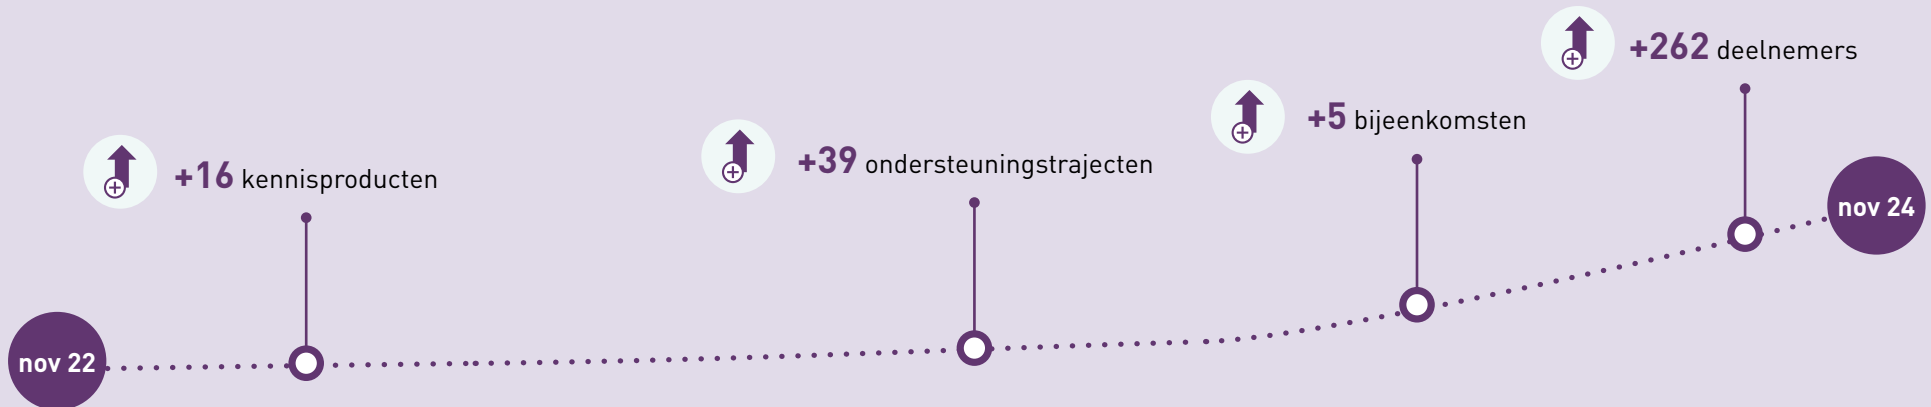 nov 22
+16 kennisproducten
+39 ondersteuningstrajecten
+5 bijeenkomsten
+262 deelnemers
nov 24